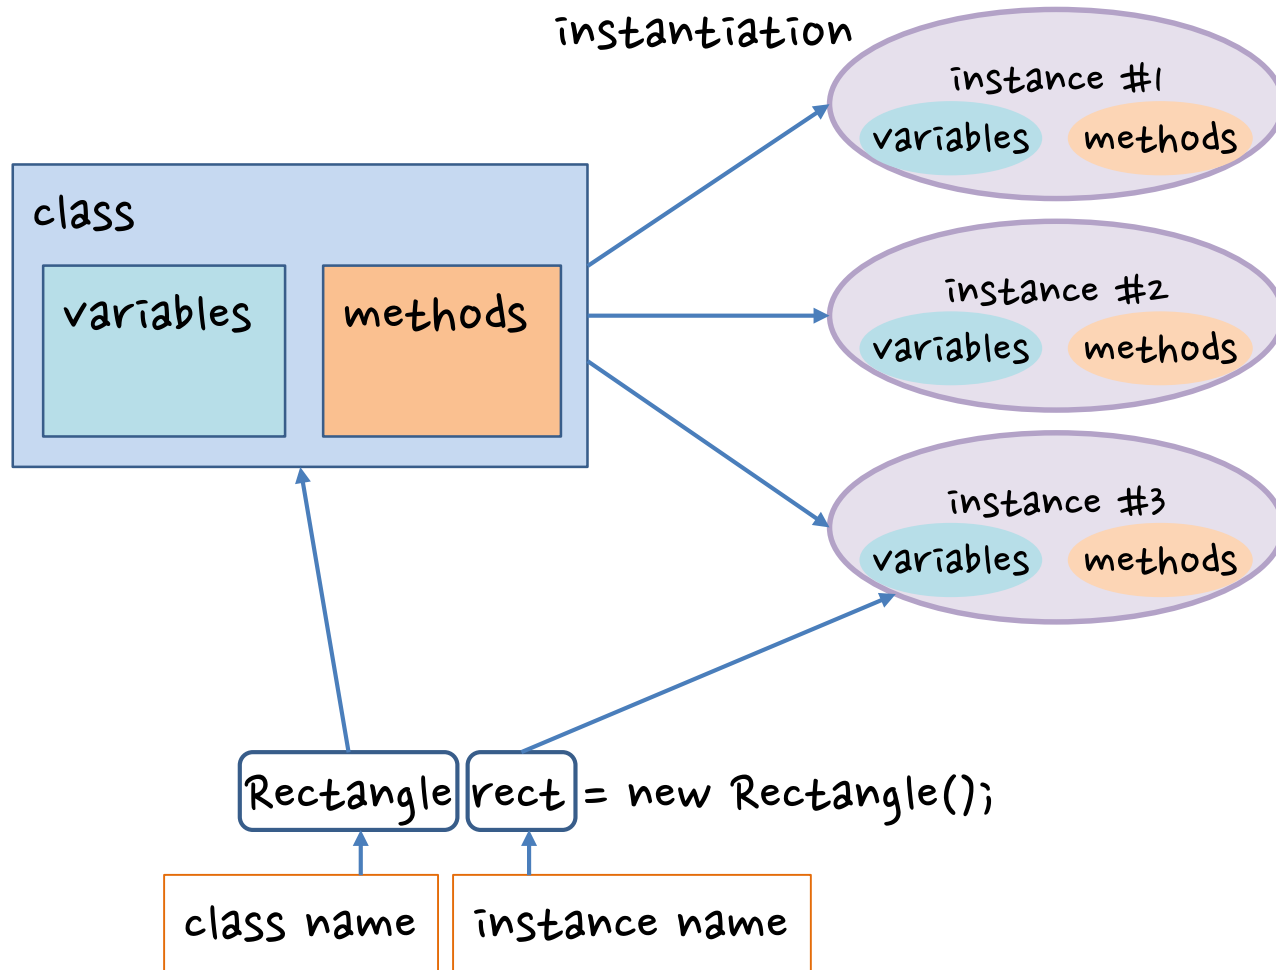 instantiation
instance #1
variables methods
class
variables methods
instance #2
variables methods
instance #3
variables methods
Rectangle rect = new Rectangle();
class name
instance name